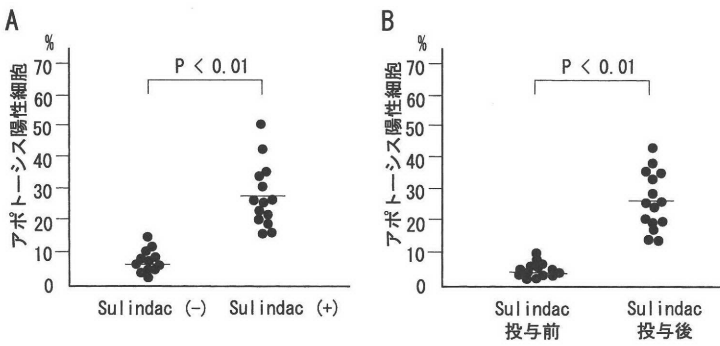 A
%
アポトーシス陽性細胞
70
60
50
40
30
20
10
0
P < 0.01
Sulindac (-)
Sulindac (+)
B
%
アポトーシス陽性細胞
70
60
50
40
30
20
10
0
P < 0.01
Sulindac
投与前
Sulindac
投与後